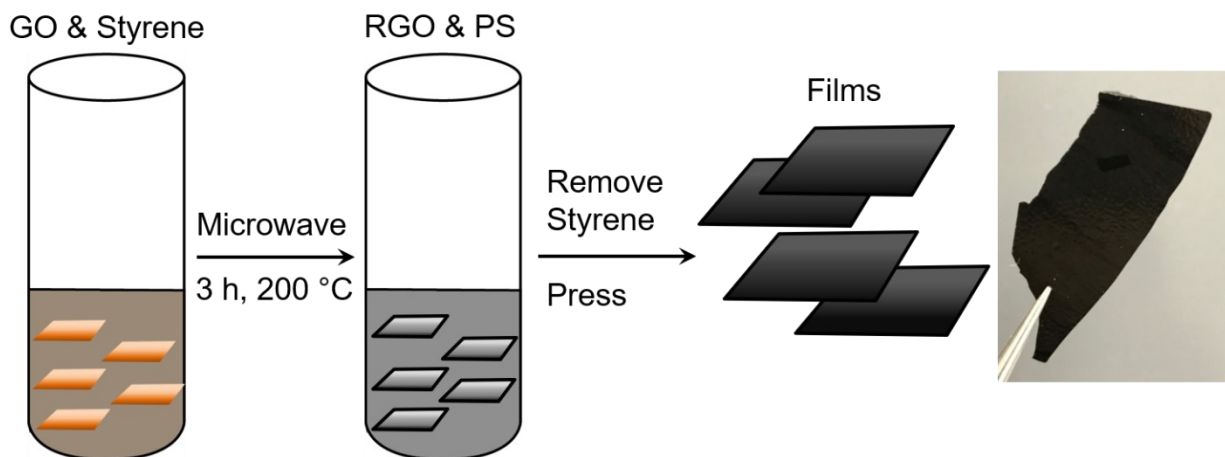 GO & Styrene
RGO & PS
Microwave
3 h, 200 °C
Remove
Styrene
Press
Films